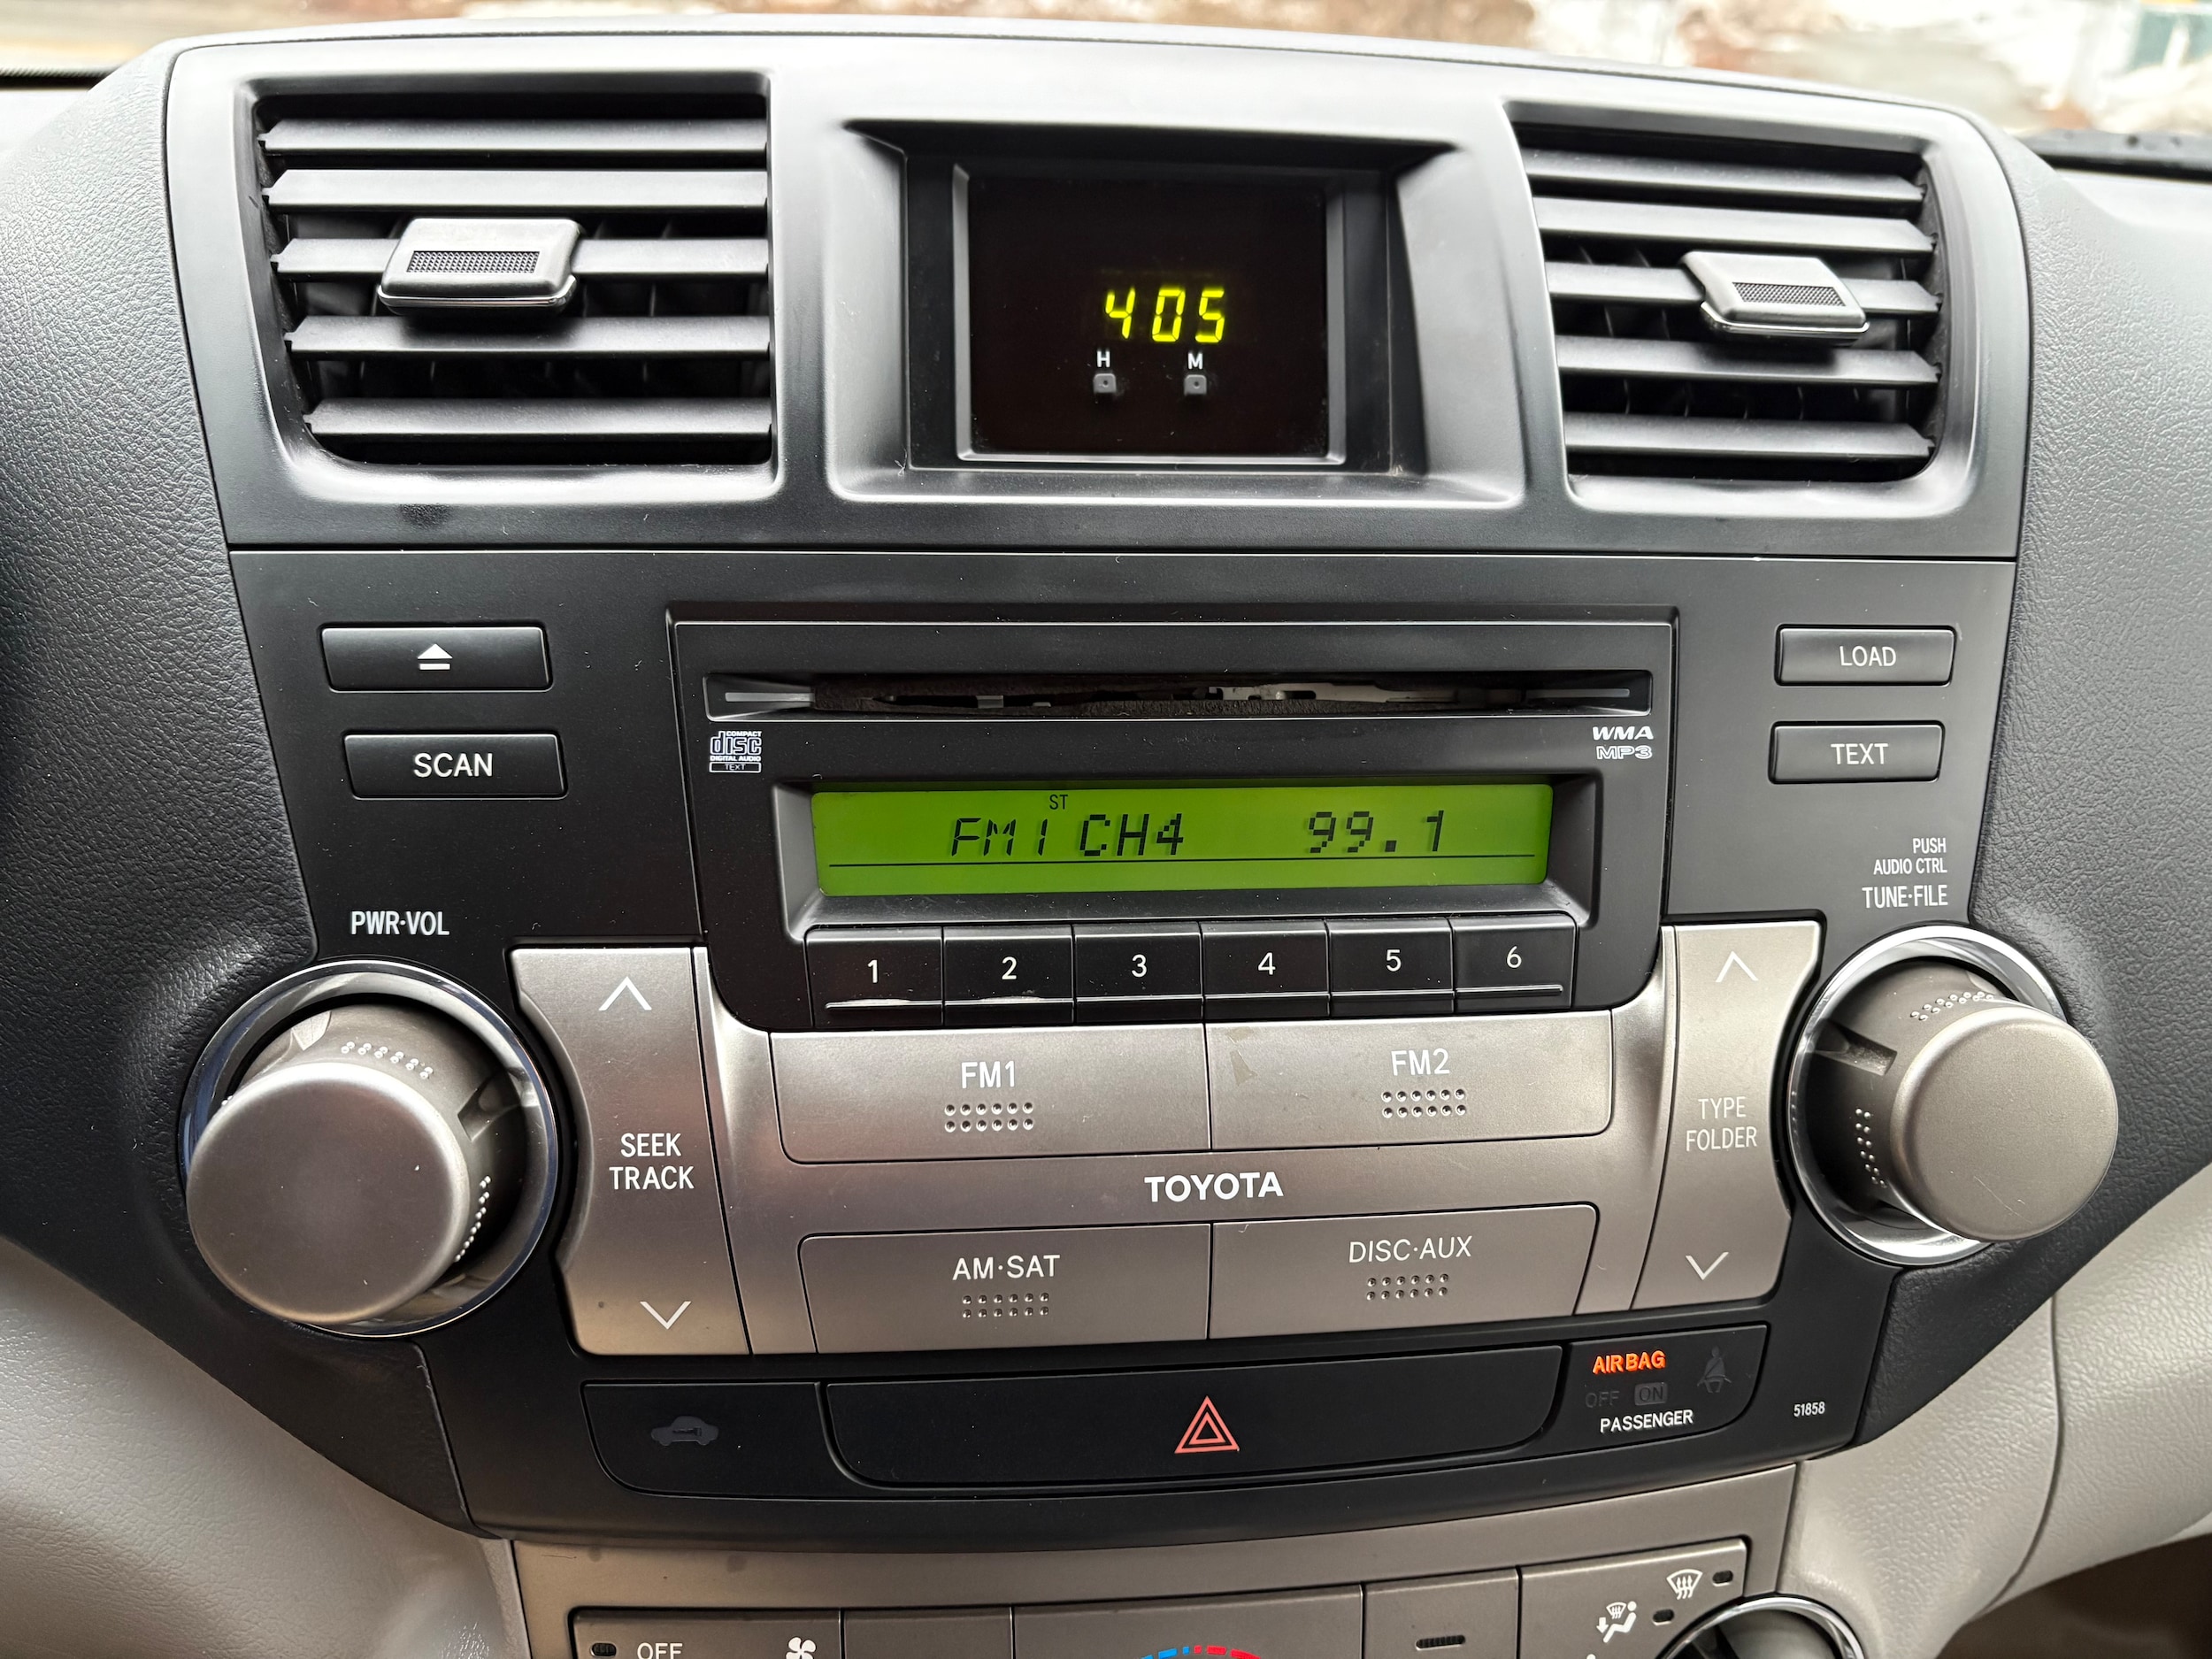 405
H M
LOAD
SCAN
TEXT
COMPACT
disc
DIGITAL AUDIO
TEXT
WMA
MP3
ST
FM1 CH4 99.1
PUSH
AUDIO CTRL
TUNE·FILE
PWR·VOL
1 2 3 4 5 6
FM1 FM2
SEEK
TRACK
TYPE
FOLDER
TOYOTA
AM·SAT DISC·AUX
AIR BAG
OFF ON
PASSENGER
51858
OFF